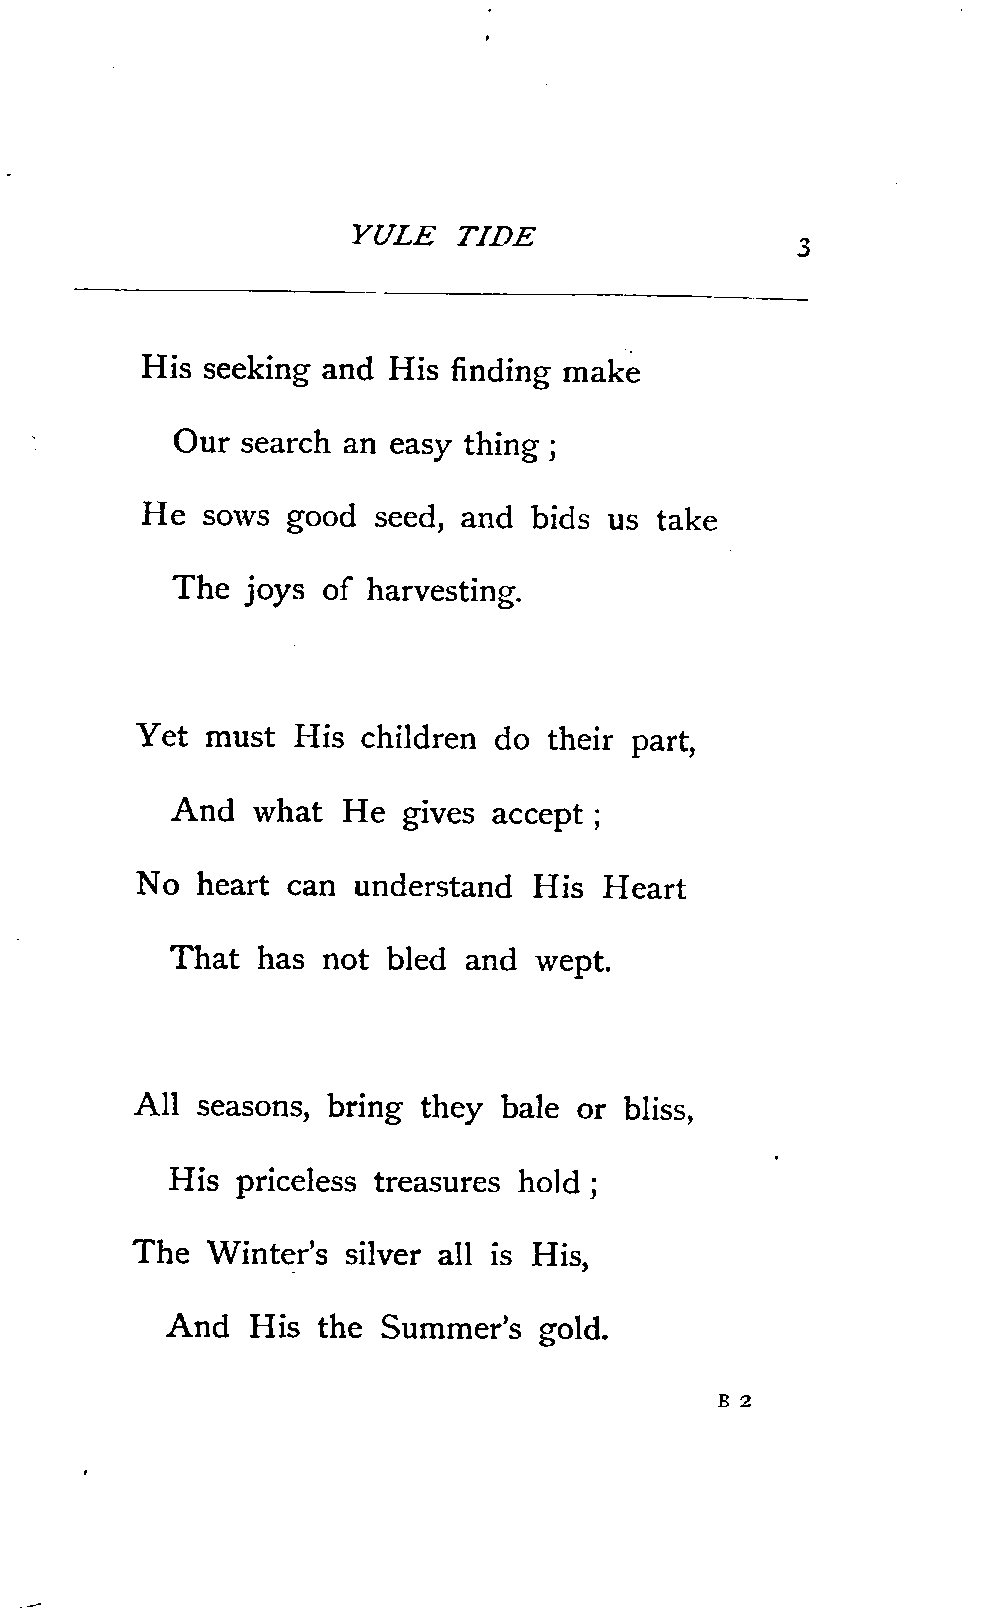 YULE TIDE 3
His seeking and His finding make
Our search an easy thing ;
He sows good seed, and bids us take
The joys of harvesting.
Yet must His children do their part,
And what He gives accept ;
No heart can understand His Heart
That has not bled and wept.
All seasons, bring they bale or bliss,
His priceless treasures hold ;
The Winter's silver all is His,
And His the Summer's gold.
B 2